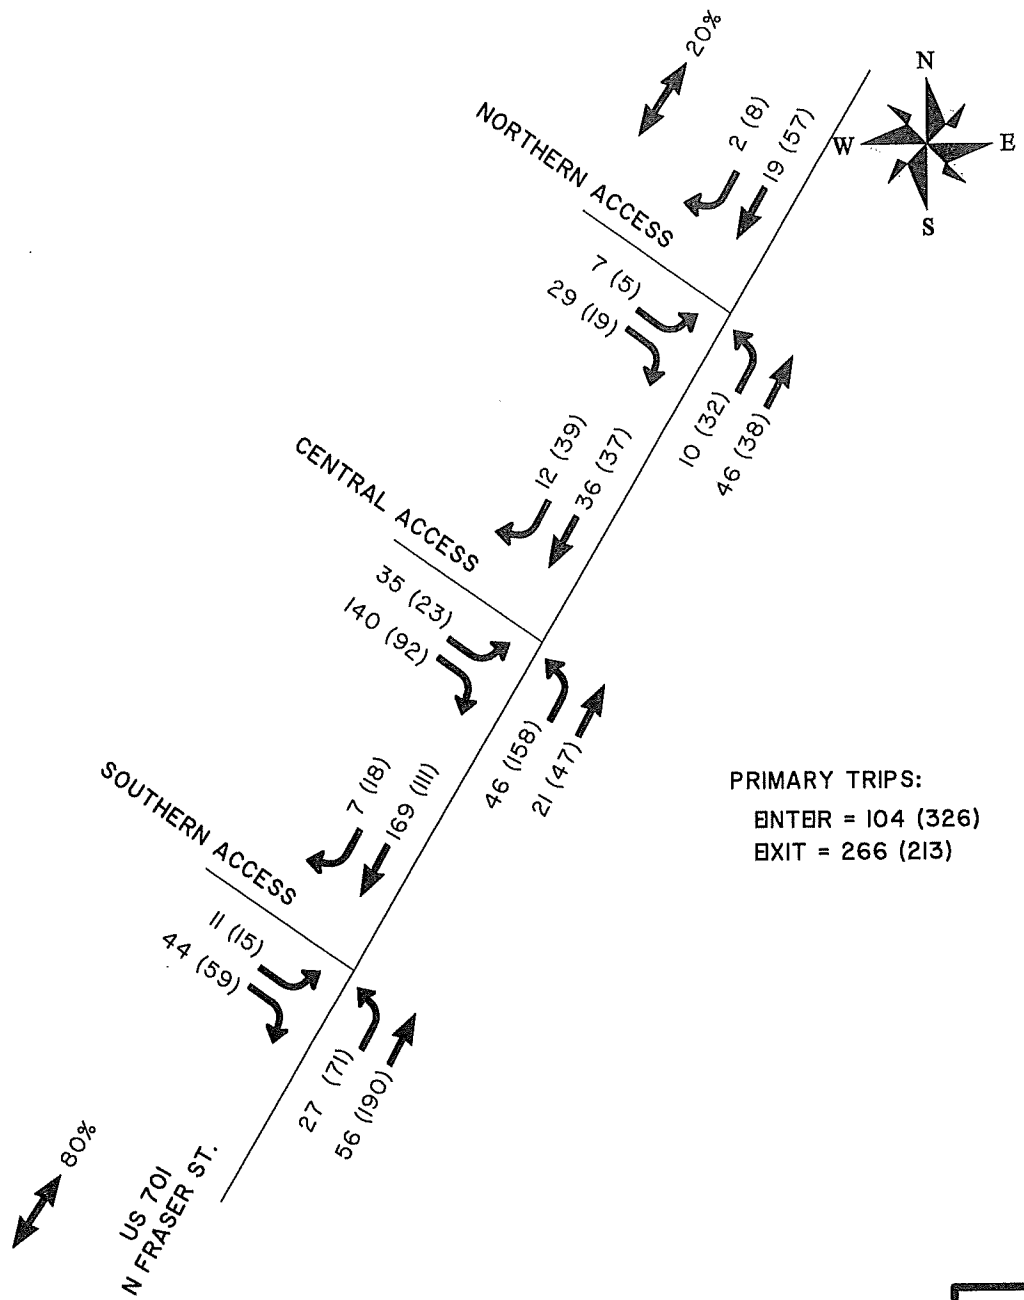 20%
N
W
E
S
NORTHERN ACCESS
2 (8)
19 (57)
7 (5)
29 (19)
10 (32)
46 (38)
CENTRAL ACCESS
12 (39)
36 (37)
35 (23)
140 (92)
46 (158)
21 (47)
PRIMARY TRIPS:
ENTER = 104 (326)
EXIT = 266 (213)
SOUTHERN ACCESS
7 (18)
169 (111)
11 (15)
44 (59)
27 (71)
56 (190)
80%
US 701
N FRASER ST.